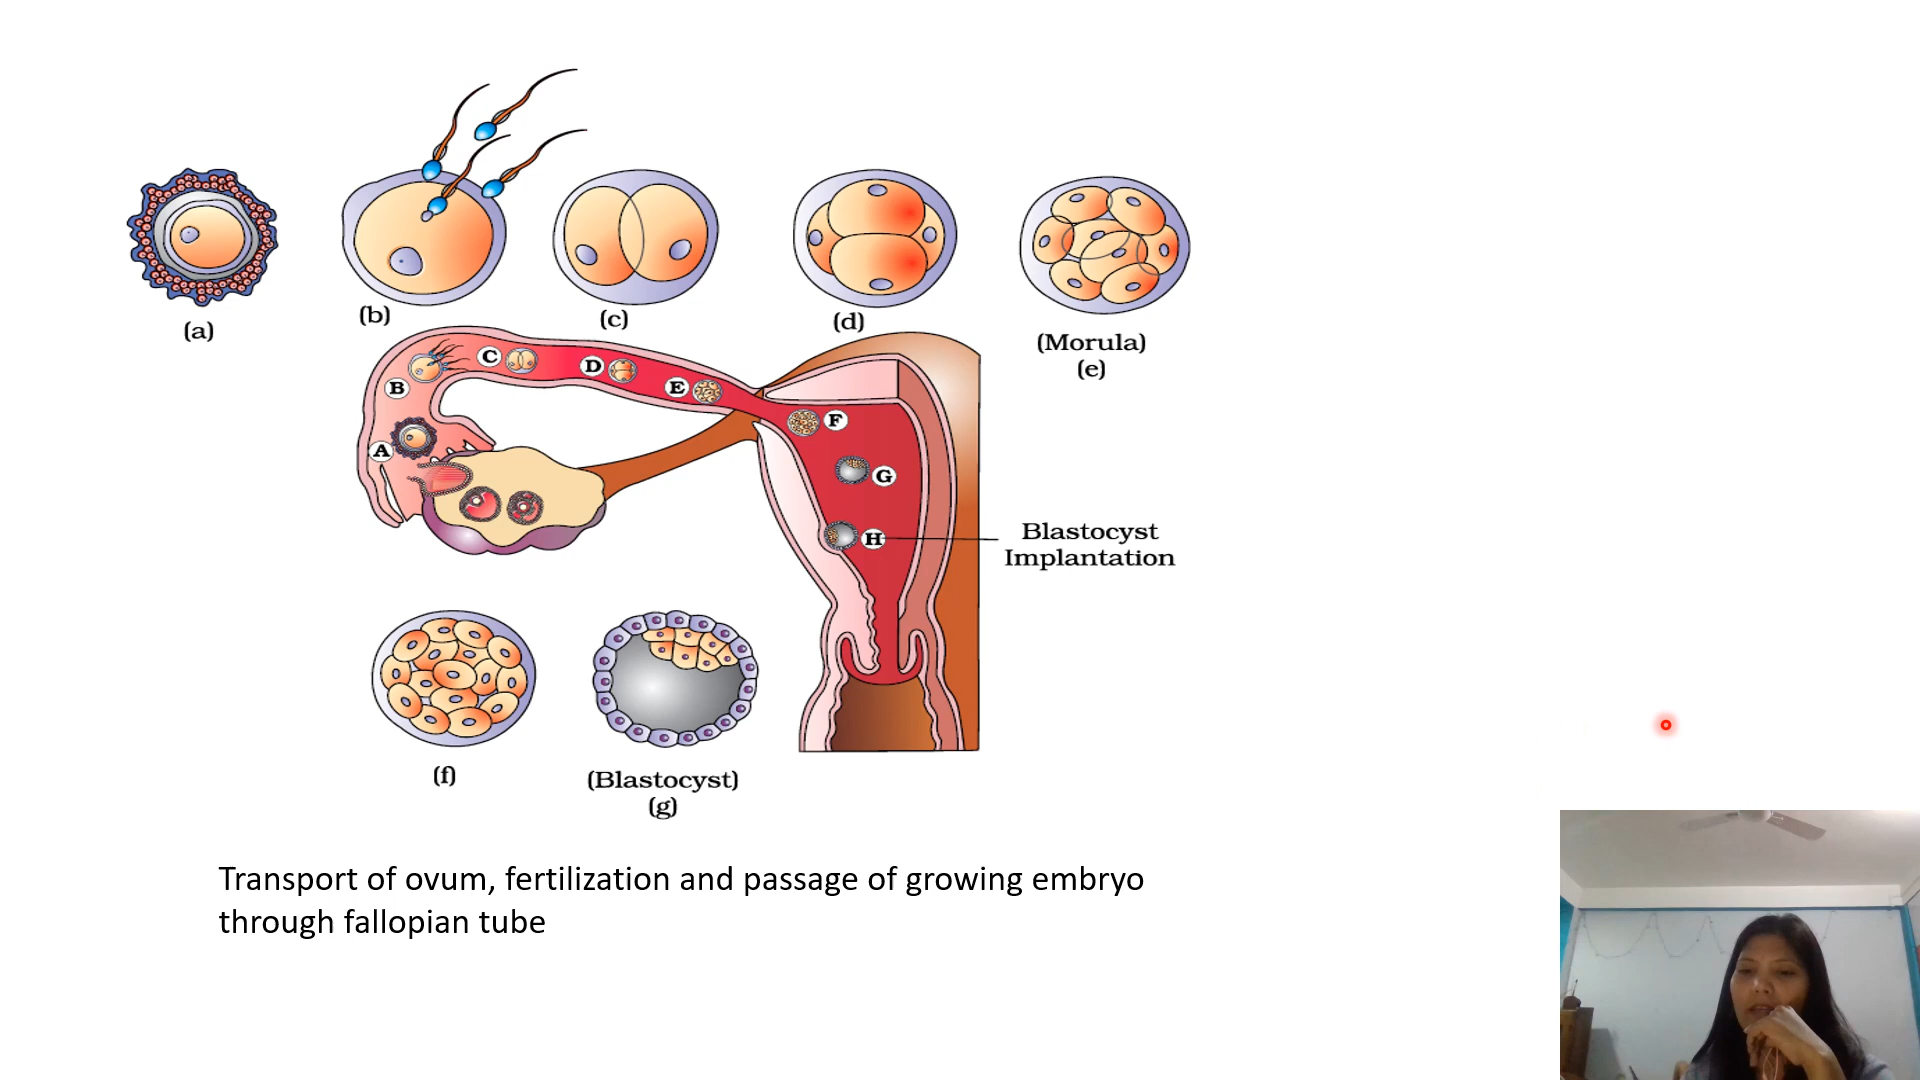 (a)
(b)
(c)
(d)
(Morula)
(e)
A
B
C
D
E
F
G
H
Blastocyst
Implantation
(f)
(Blastocyst)
(g)
Transport of ovum, fertilization and passage of growing embryo
through fallopian tube